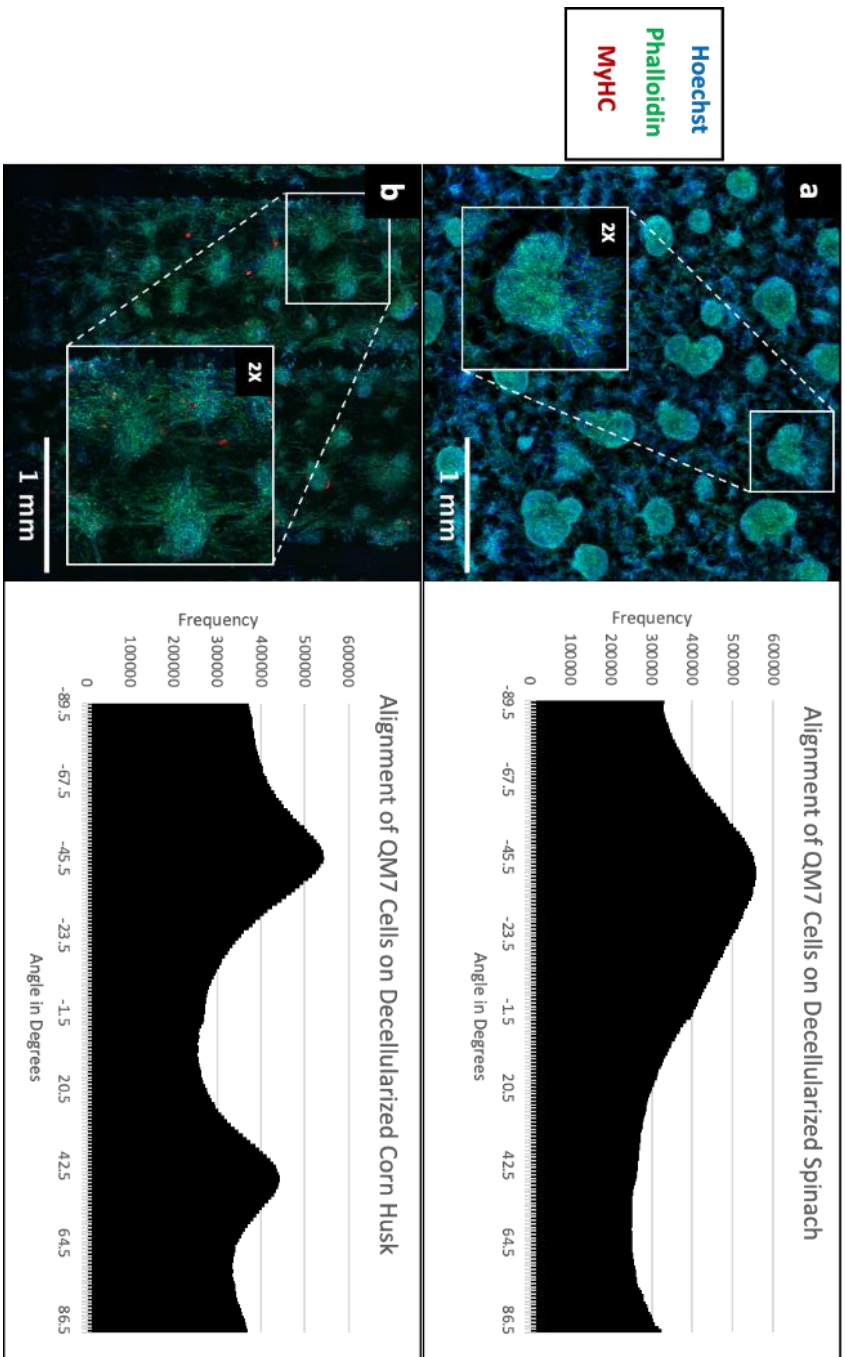 Hoechst
Phalloidin
MyHC
a
2X
1 mm
Alignment of QM7 Cells on Decellularized Spinach
Frequency
600000
500000
400000
300000
200000
100000
0
-89.5 -67.5 -45.5 -23.5 -1.5 20.5 42.5 64.5 86.5
Angle in Degrees
b
2X
1 mm
Alignment of QM7 Cells on Decellularized Corn Husk
Frequency
600000
500000
400000
300000
200000
100000
0
-89.5 -67.5 -45.5 -23.5 -1.5 20.5 42.5 64.5 86.5
Angle in Degrees